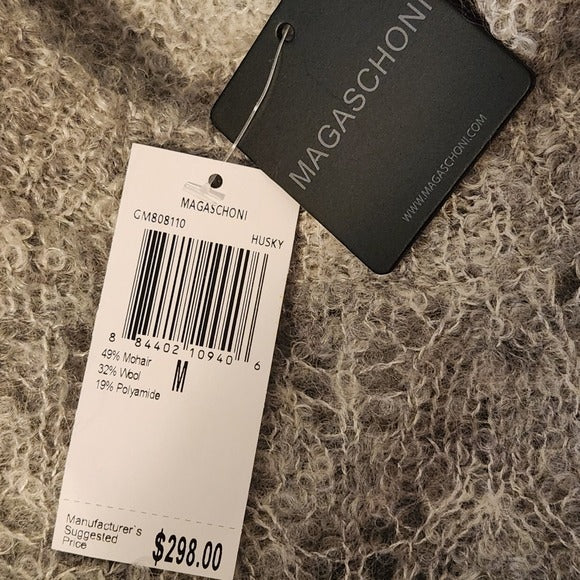 MAGASCHONI
WWW.MAGASCHONI.COM
MAGASCHONI
GM808110
HUSKY
8 84402 10940 6
49% Mohair
32% Wool
19% Polyamide
M
Manufacturer`s
Suggested
Price
$298.00